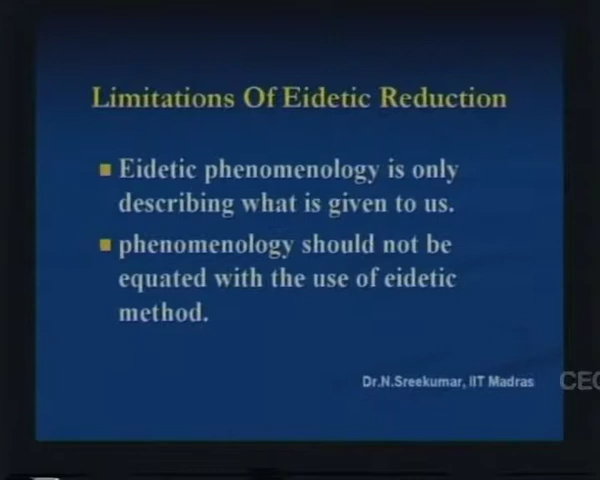 Limitations Of Eidetic Reduction
Eidetic phenomenology is only
describing what is given to us.
phenomenology should not be
equated with the use of eidetic
method.
Dr.N.Sreekumar, IIT Madras
CEC